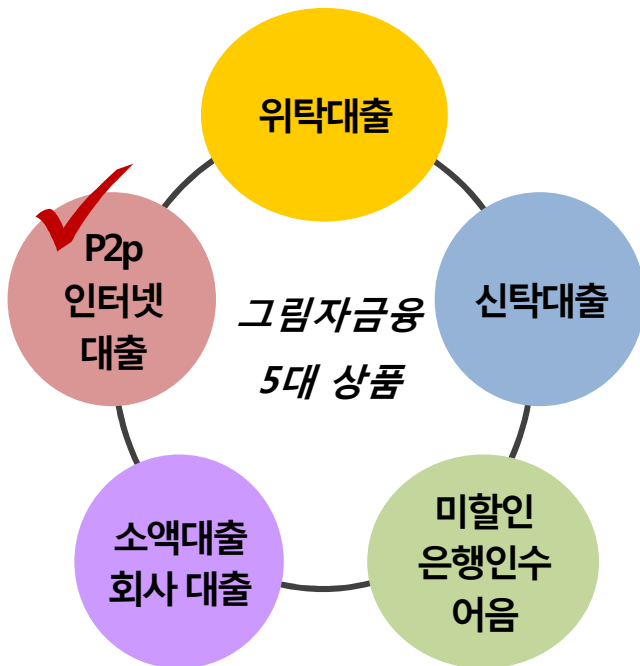 위탁대출
P2p
인터넷
대출
그림자금융
5대 상품
신탁대출
소액대출
회사 대출
미할인
은행인수
어음